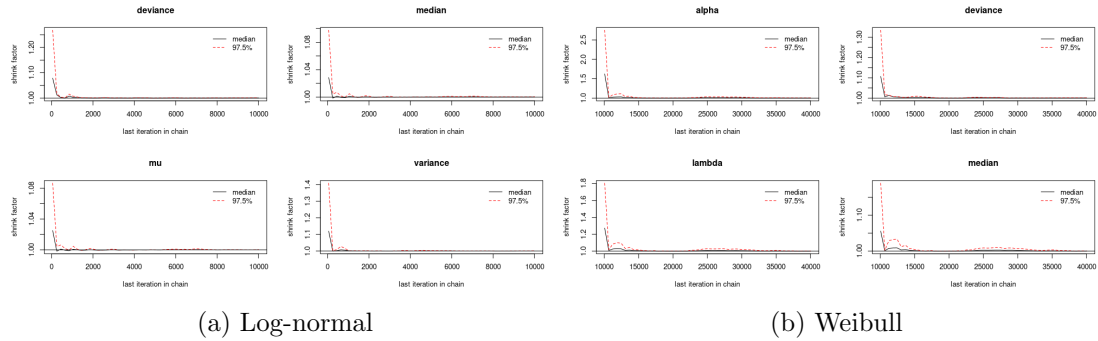 deviance
shrink factor
1.00 1.10 1.20
median
97.5%
0 2000 4000 6000 8000 10000
last iteration in chain
median
shrink factor
1.00 1.04 1.08
median
97.5%
0 2000 4000 6000 8000 10000
last iteration in chain
mu
shrink factor
1.00 1.04 1.08
median
97.5%
0 2000 4000 6000 8000 10000
last iteration in chain
variance
shrink factor
1.0 1.1 1.2 1.3 1.4
median
97.5%
0 2000 4000 6000 8000 10000
last iteration in chain
(a) Log-normal
alpha
shrink factor
1.0 1.5 2.0 2.5
median
97.5%
10000 15000 20000 25000 30000 35000 40000
last iteration in chain
deviance
shrink factor
1.00 1.10 1.20 1.30
median
97.5%
10000 15000 20000 25000 30000 35000 40000
last iteration in chain
lambda
shrink factor
1.0 1.2 1.4 1.6 1.8
median
97.5%
10000 15000 20000 25000 30000 35000 40000
last iteration in chain
median
shrink factor
1.00 1.10
median
97.5%
10000 15000 20000 25000 30000 35000 40000
last iteration in chain
(b) Weibull